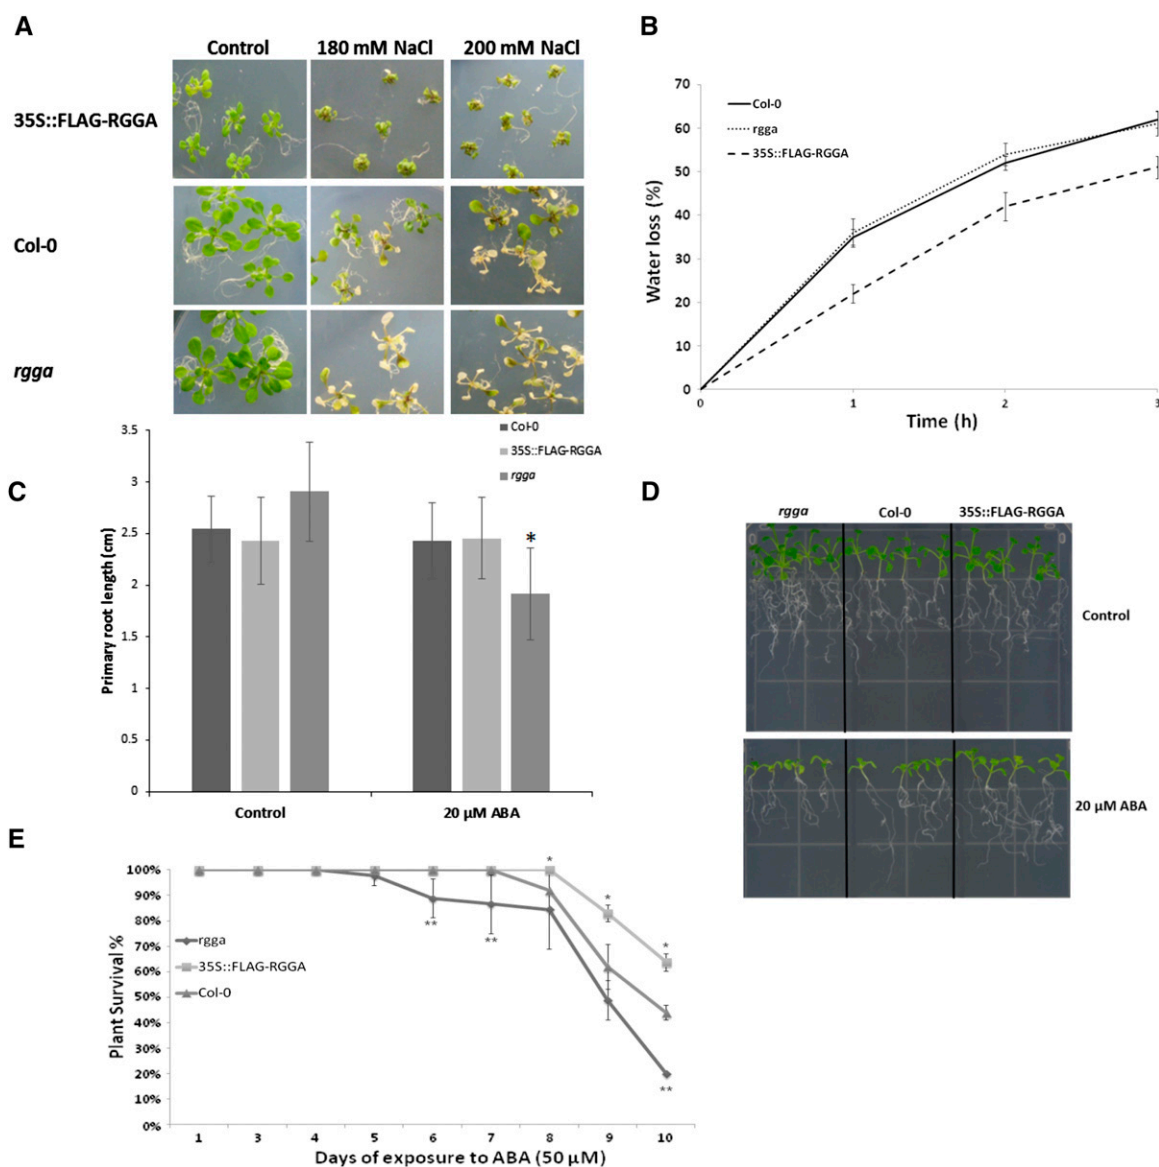 A
Control 180 mM NaCl 200 mM NaCl
35S::FLAG-RGGA
Col-0
rgga
B
70
60
50
40
30
20
10
0
Water loss (%)
Col-0
rgga
35S::FLAG-RGGA
0 1 2 3
Time (h)
C
3.5
3
2.5
2
1.5
1
0.5
0
Primary root length (cm)
Col-0
35S::FLAG-RGGA
rgga
*
Control 20 µM ABA
D
rgga Col-0 35S::FLAG-RGGA
Control
20 µM ABA
E
100%
90%
80%
70%
60%
50%
40%
30%
20%
10%
0%
Plant Survival %
rgga
35S::FLAG-RGGA
Col-0
** ** * * * **
1 3 4 5 6 7 8 9 10
Days of exposure to ABA (50 µM)